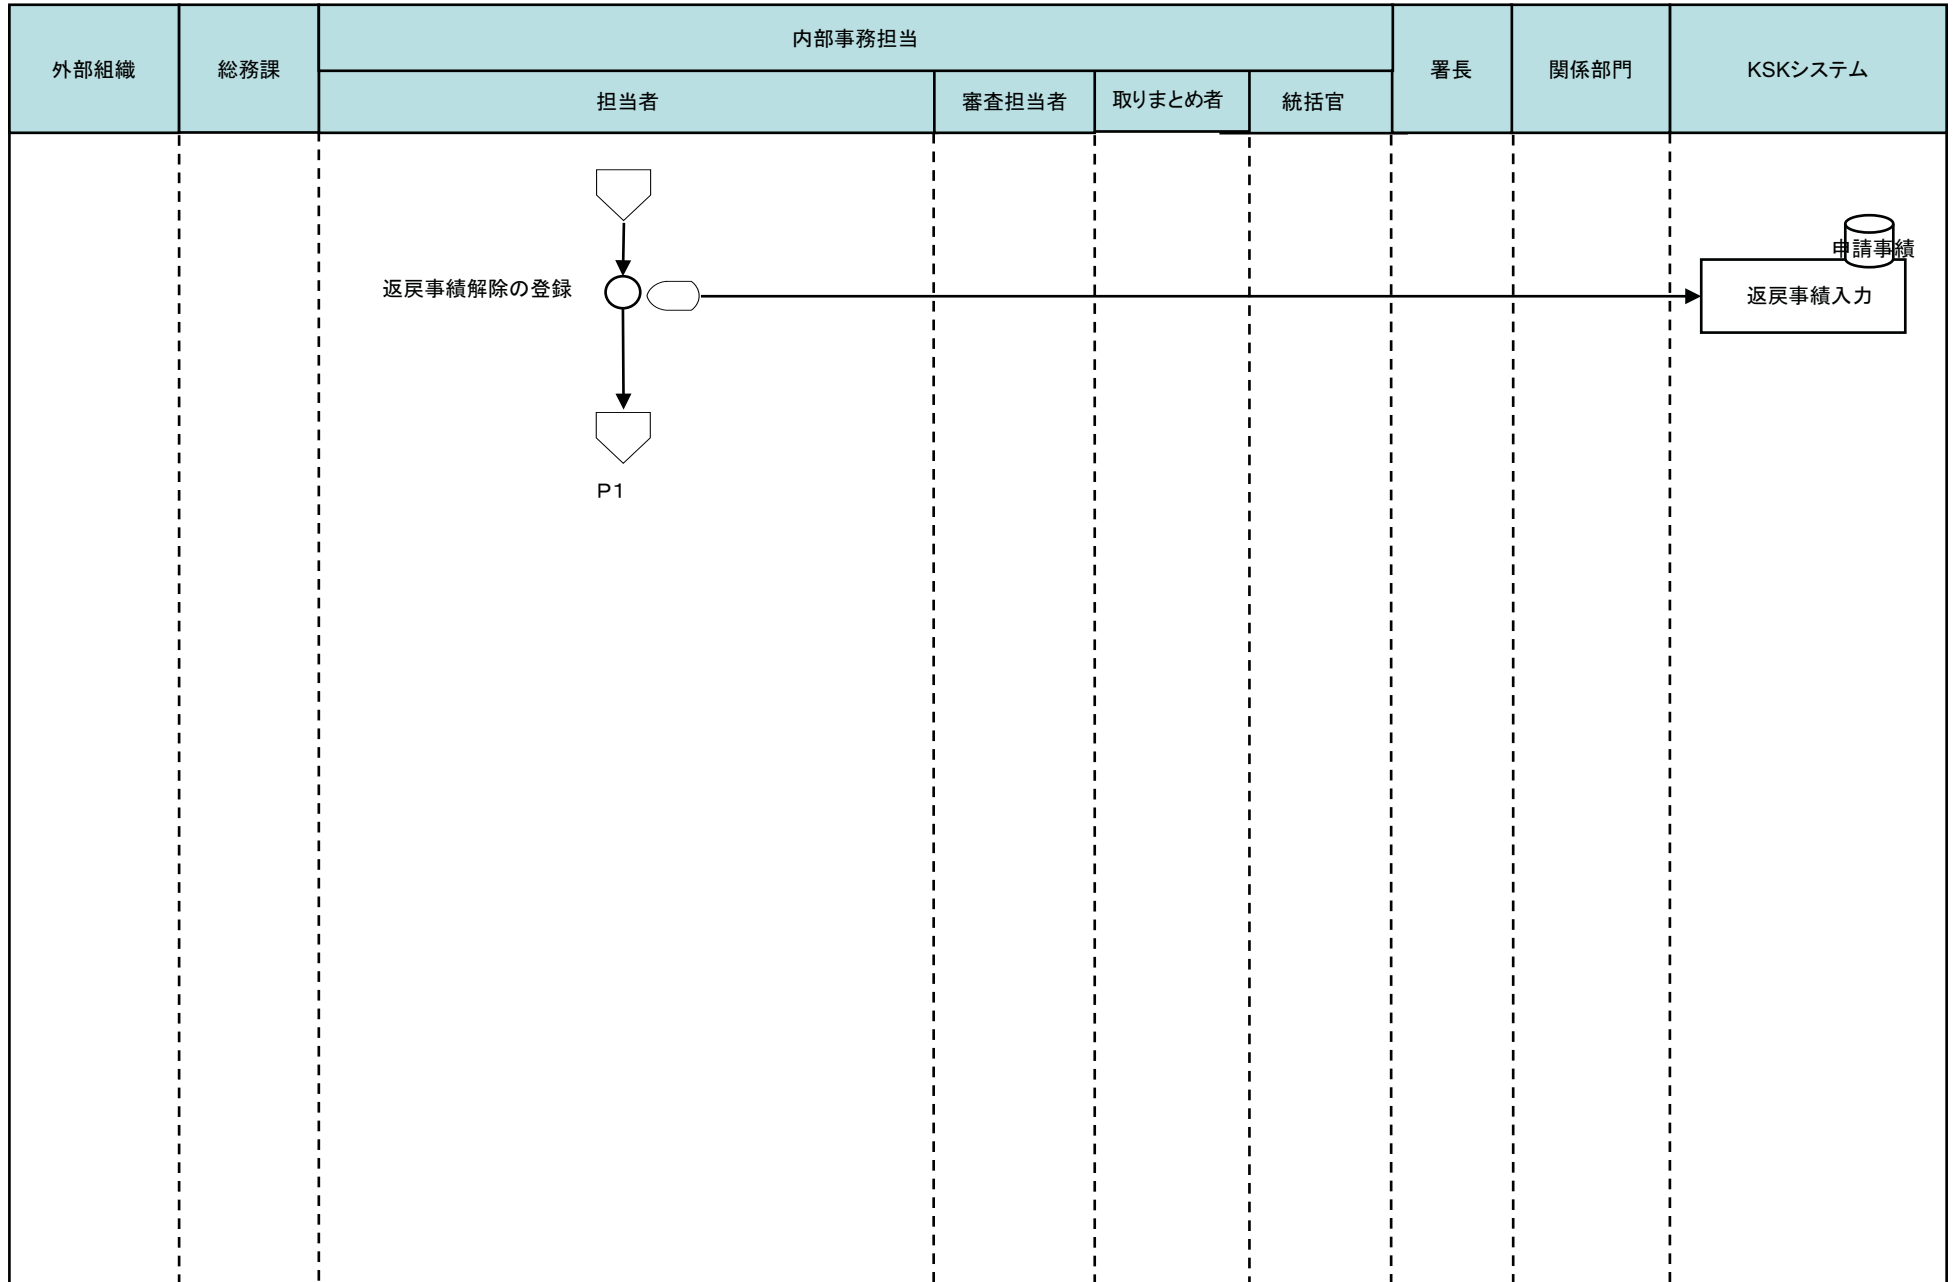 外部組織
総務課
内部事務担当
署長
関係部門
KSKシステム
担当者
審査担当者
取りまとめ者
統括官
申請事績
返戻事績解除の登録
返戻事績入力
P1